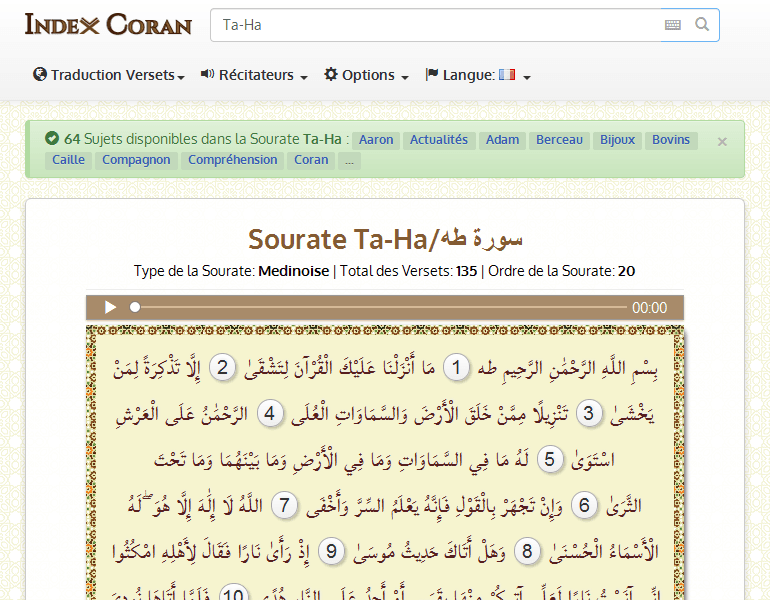 Index Coran
Ta-Ha
Traduction Versets Récitateurs Options Langue:
64 Sujets disponibles dans la Sourate Ta-Ha : Aaron Actualités Adam Berceau Bijoux Bovins ×
Caille Compagnon Compréhension Coran ...
Sourate Ta-Ha/سورة طه
Type de la Sourate: Medinoise | Total des Versets: 135 | Ordre de la Sourate: 20
00:00
بِسْمِ اللَّهِ الرَّحْمَٰنِ الرَّحِيمِ طه 1 مَا أَنْزَلْنَا عَلَيْكَ الْقُرْآنَ لِتَشْقَىٰ 2 إِلَّا تَذْكِرَةً لِمَنْ
يَخْشَىٰ 3 تَنْزِيلًا مِمَّنْ خَلَقَ الْأَرْضَ وَالسَّمَاوَاتِ الْعُلَى 4 الرَّحْمَٰنُ عَلَى الْعَرْشِ
اسْتَوَىٰ 5 لَهُ مَا فِي السَّمَاوَاتِ وَمَا فِي الْأَرْضِ وَمَا بَيْنَهُمَا وَمَا تَحْتَ
الثَّرَىٰ 6 وَإِنْ تَجْهَرْ بِالْقَوْلِ فَإِنَّهُ يَعْلَمُ السِّرَّ وَأَخْفَى 7 اللَّهُ لَا إِلَٰهَ إِلَّا هُوَ ۖ لَهُ
الْأَسْمَاءُ الْحُسْنَىٰ 8 وَهَلْ أَتَاكَ حَدِيثُ مُوسَىٰ 9 إِذْ رَأَىٰ نَارًا فَقَالَ لِأَهْلِهِ امْكُثُوا
10